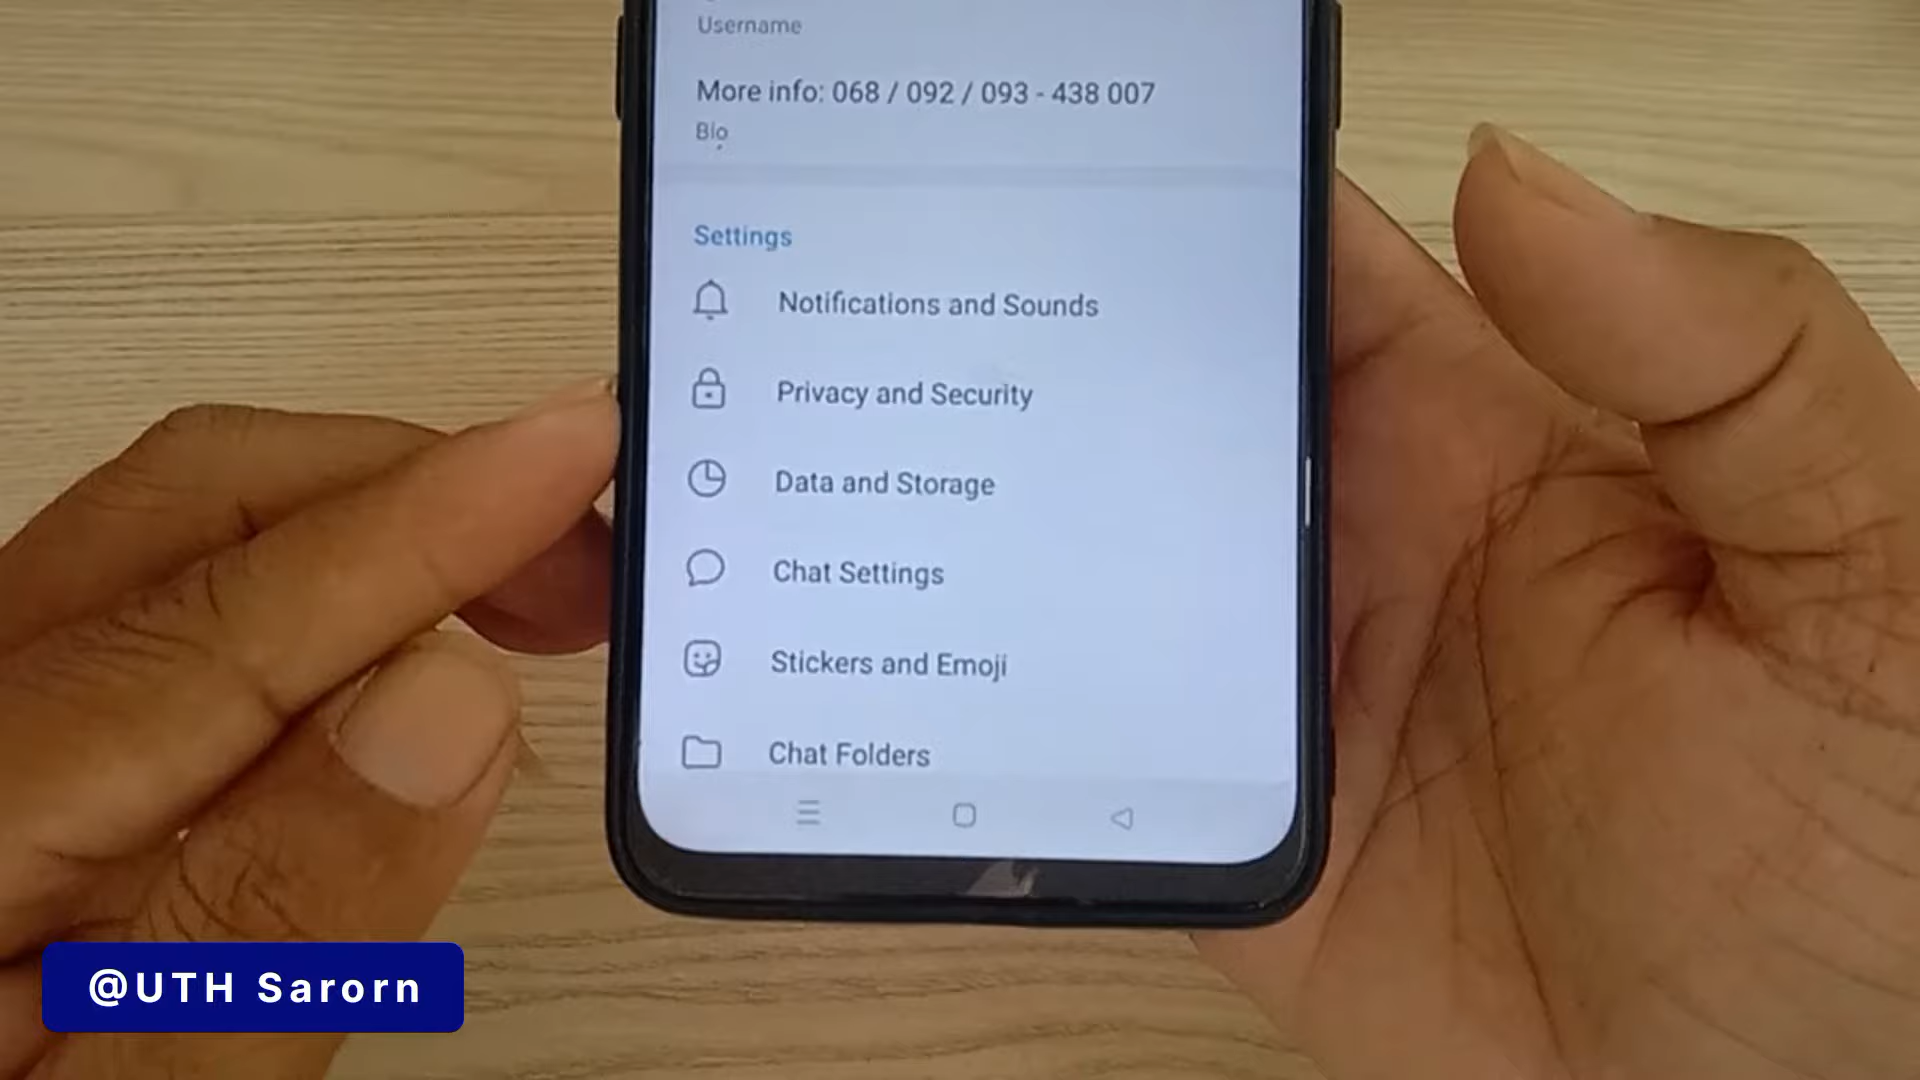 Username
More info: 068 / 092 / 093 - 438 007
Bio
Settings
Notifications and Sounds
Privacy and Security
Data and Storage
Chat Settings
Stickers and Emoji
Chat Folders
@UTH Sarorn